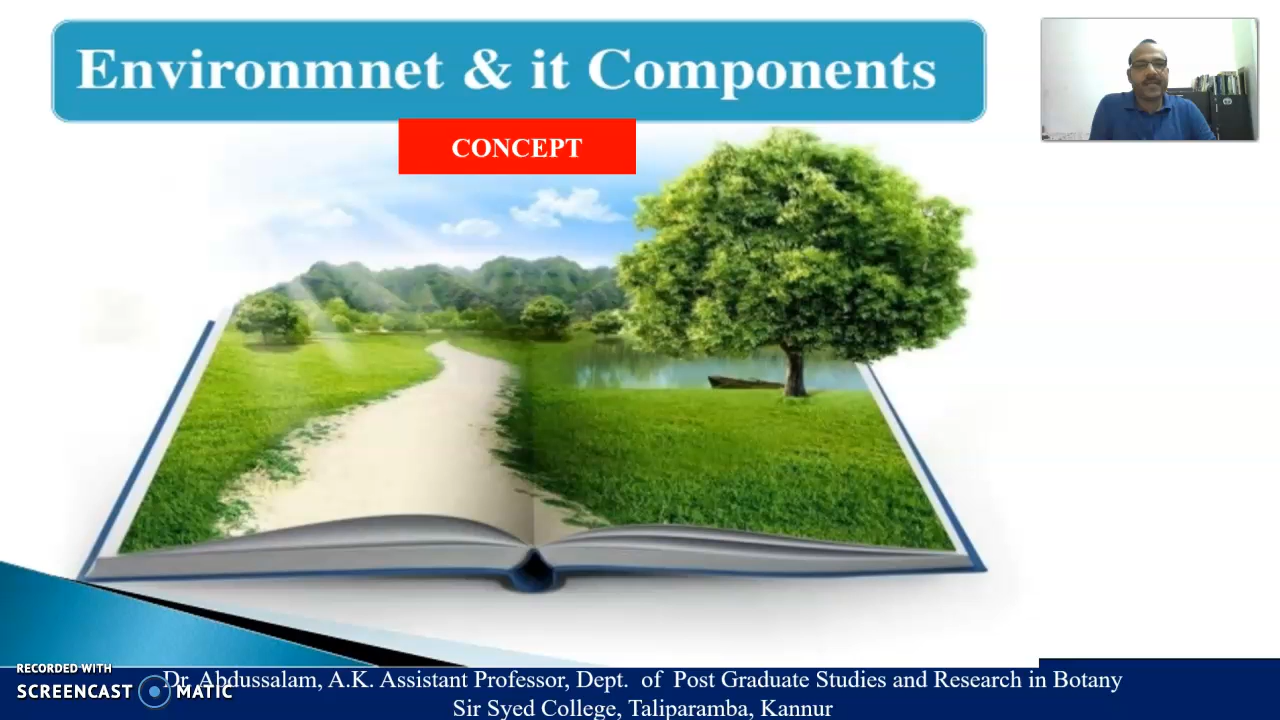 Environmnet & it Components
CONCEPT
RECORDED WITH
SCREENCAST MATIC
Dr. Abdussalam, A.K. Assistant Professor, Dept. of Post Graduate Studies and Research in Botany
Sir Syed College, Taliparamba, Kannur